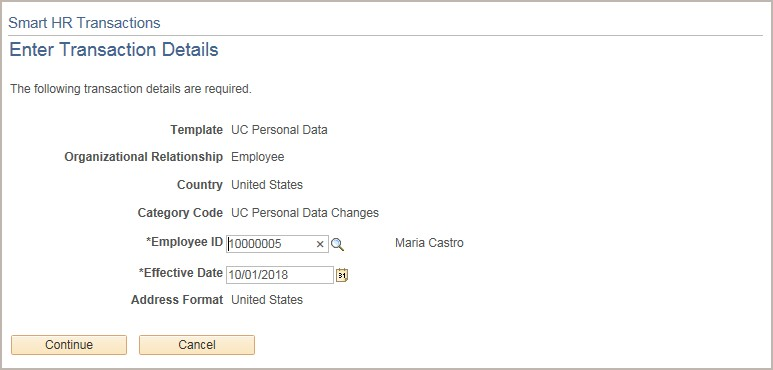 Smart HR Transactions
Enter Transaction Details
The following transaction details are required.
Template UC Personal Data
Organizational Relationship Employee
Country United States
Category Code UC Personal Data Changes
*Employee ID 10000005 × Maria Castro
*Effective Date 10/01/2018 31
Address Format United States
Continue Cancel